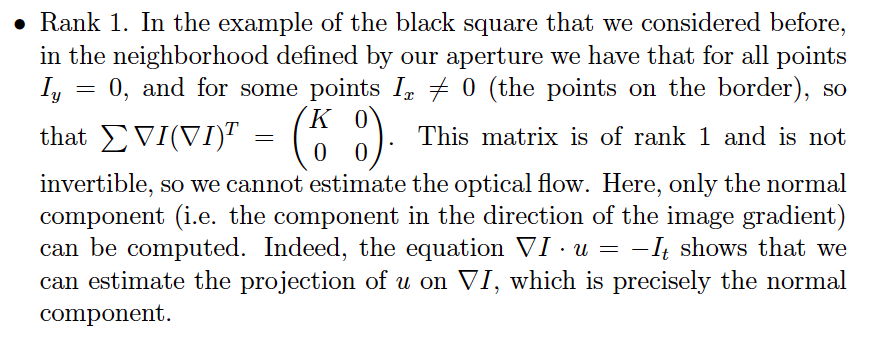 • Rank 1. In the example of the black square that we considered before,
in the neighborhood defined by our aperture we have that for all points
I_y = 0, and for some points I_x ≠ 0 (the points on the border), so
that ∑ ∇I(∇I)^T = (K 0
0 0). This matrix is of rank 1 and is not
invertible, so we cannot estimate the optical flow. Here, only the normal
component (i.e. the component in the direction of the image gradient)
can be computed. Indeed, the equation ∇I · u = −I_t shows that we
can estimate the projection of u on ∇I, which is precisely the normal
component.